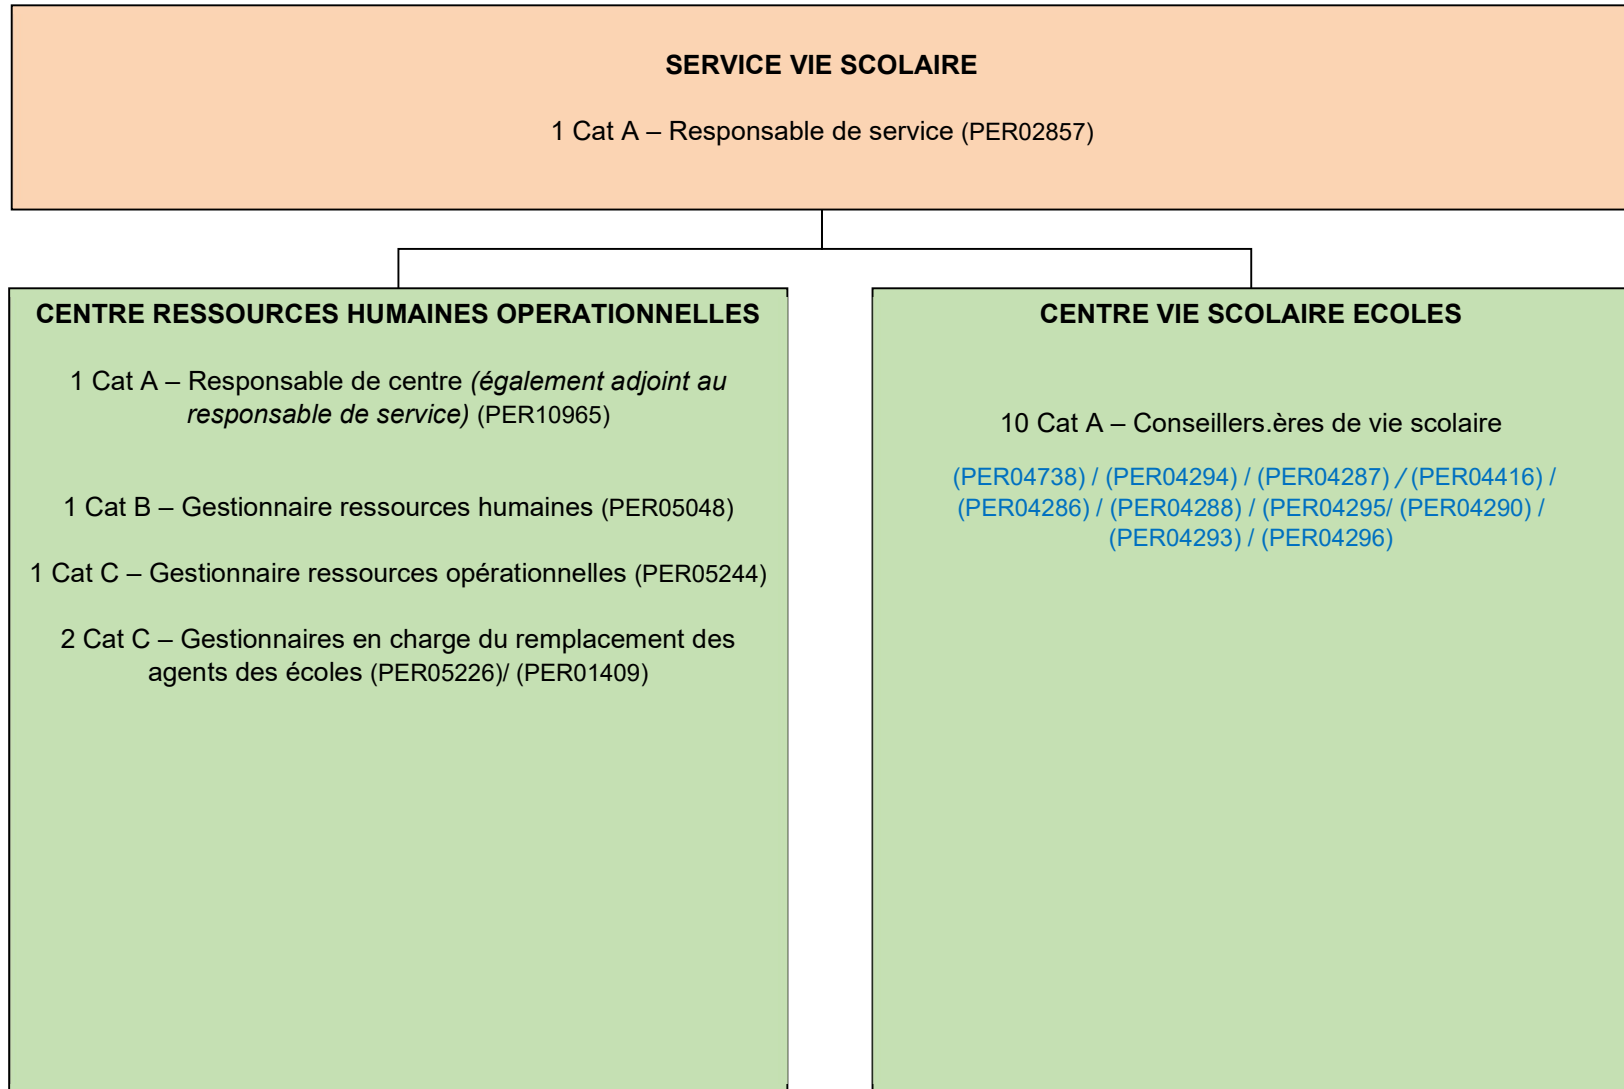 SERVICE VIE SCOLAIRE
1 Cat A – Responsable de service (PER02857)
CENTRE RESSOURCES HUMAINES OPERATIONNELLES
1 Cat A – Responsable de centre (également adjoint au
responsable de service) (PER10965)
1 Cat B – Gestionnaire ressources humaines (PER05048)
1 Cat C – Gestionnaire ressources opérationnelles (PER05244)
2 Cat C – Gestionnaires en charge du remplacement des
agents des écoles (PER05226)/ (PER01409)
CENTRE VIE SCOLAIRE ECOLES
10 Cat A – Conseillers.ères de vie scolaire
(PER04738) / (PER04294) / (PER04287) / (PER04416) /
(PER04286) / (PER04288) / (PER04295/ (PER04290) /
(PER04293) / (PER04296)